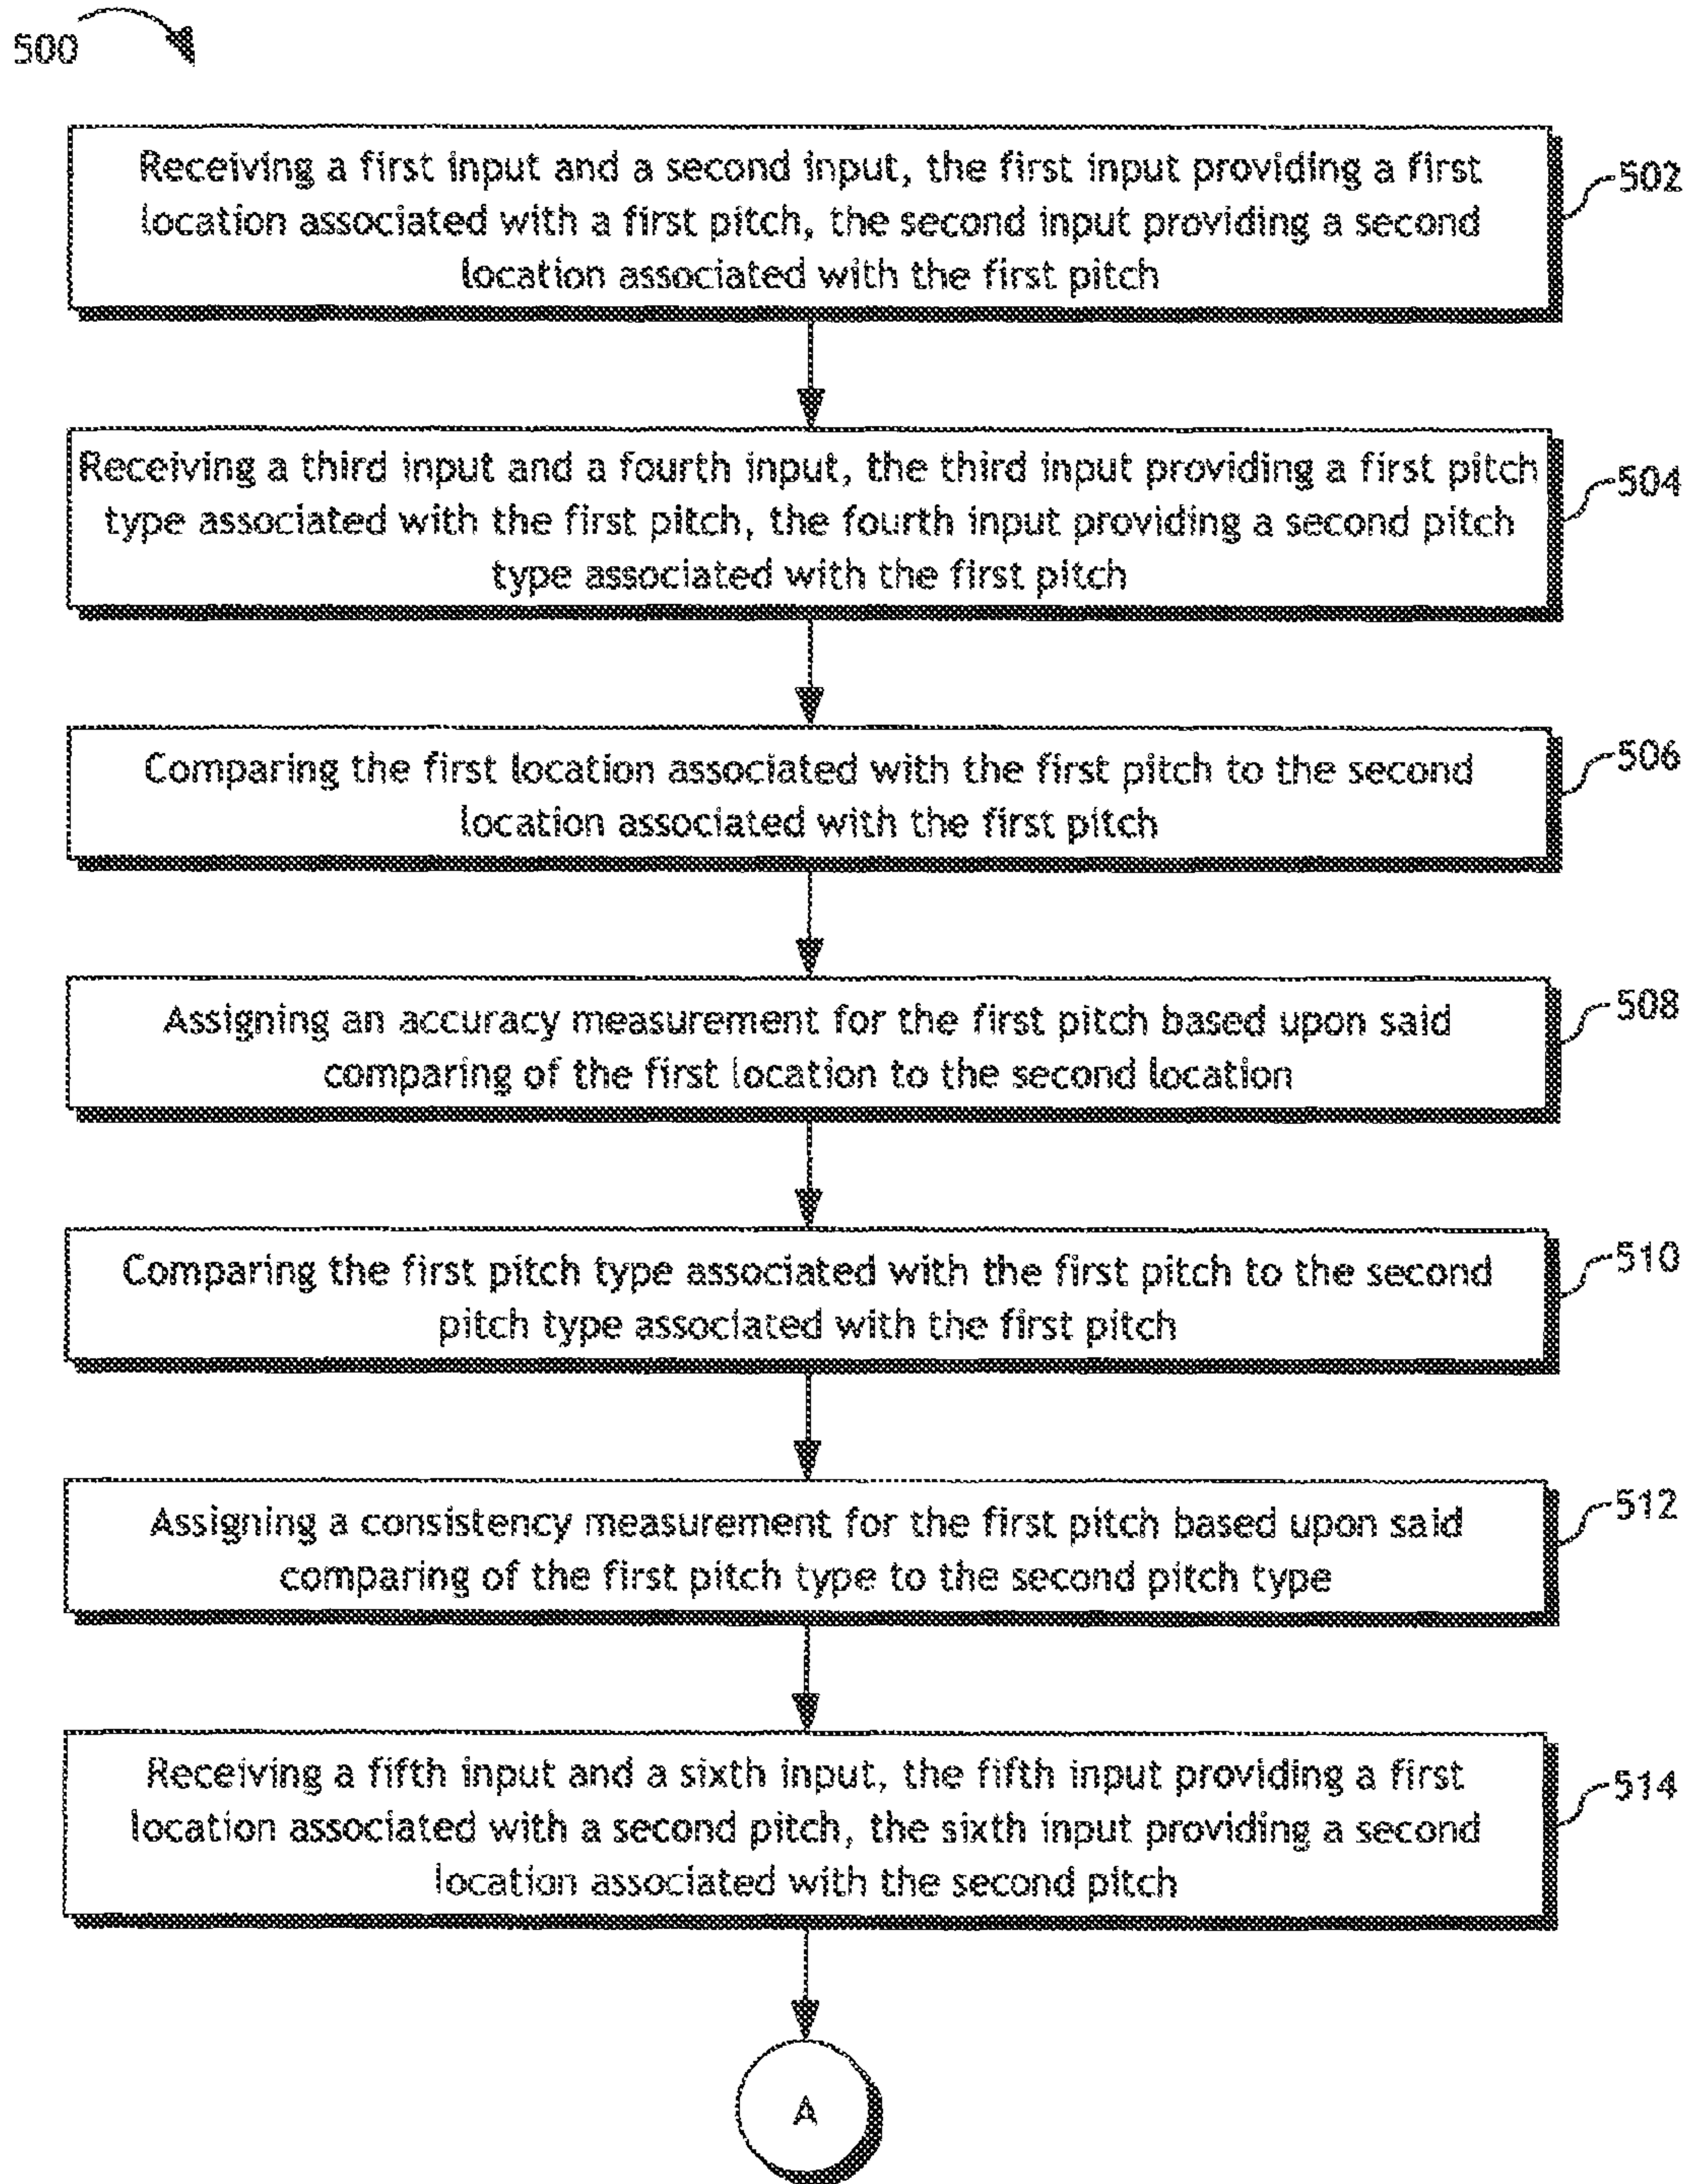 500
Receiving a first input and a second input, the first input providing a first
location associated with a first pitch, the second input providing a second
location associated with the first pitch
502
Receiving a third input and a fourth input, the third input providing a first pitch
type associated with the first pitch, the fourth input providing a second pitch
type associated with the first pitch
504
Comparing the first location associated with the first pitch to the second
location associated with the first pitch
506
Assigning an accuracy measurement for the first pitch based upon said
comparing of the first location to the second location
508
Comparing the first pitch type associated with the first pitch to the second
pitch type associated with the first pitch
510
Assigning a consistency measurement for the first pitch based upon said
comparing of the first pitch type to the second pitch type
512
Receiving a fifth input and a sixth input, the fifth input providing a first
location associated with a second pitch, the sixth input providing a second
location associated with the second pitch
514
A